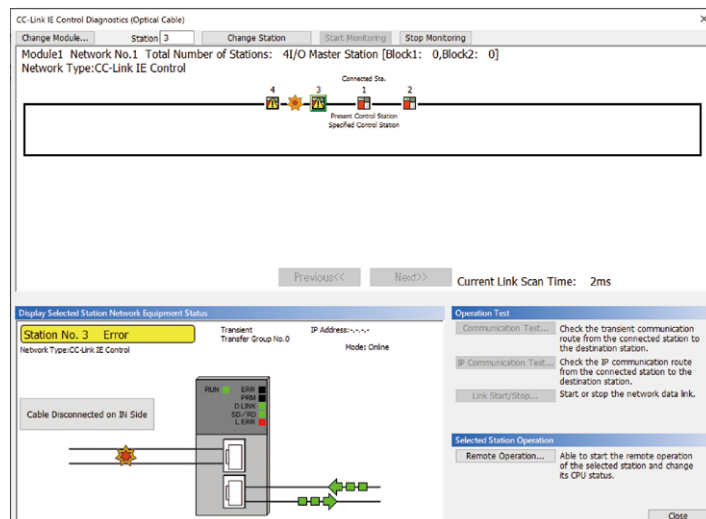 CC-Link IE Control Diagnostics (Optical Cable)
Change Module... Station 3 Change Station Start Monitoring Stop Monitoring
Module1 Network No.1 Total Number of Stations: 4I/O Master Station [Block1: 0,Block2: 0]
Network Type:CC-Link IE Control
Connected Sta.
4 3 1 2
Present Control Station
Specified Control Station
Previous<< Next>> Current Link Scan Time: 2ms
Display Selected Station Network Equipment Status
Station No. 3 Error
Transient
Transfer Group No.0
IP Address:-.-.-.-
Mode: Online
Network Type:CC-Link IE Control
RUN ERR
PRM
D LINK
SD/RD
L ERR
Cable Disconnected on IN Side
Operation Test
Communication Test... Check the transient communication
route from the connected station to
the destination station.
IP Communication Test... Check the IP communication route
from the connected station to the
destination station.
Link Start/Stop... Start or stop the network data link.
Selected Station Operation
Remote Operation... Able to start the remote operation
of the selected station and change
its CPU status.
Close